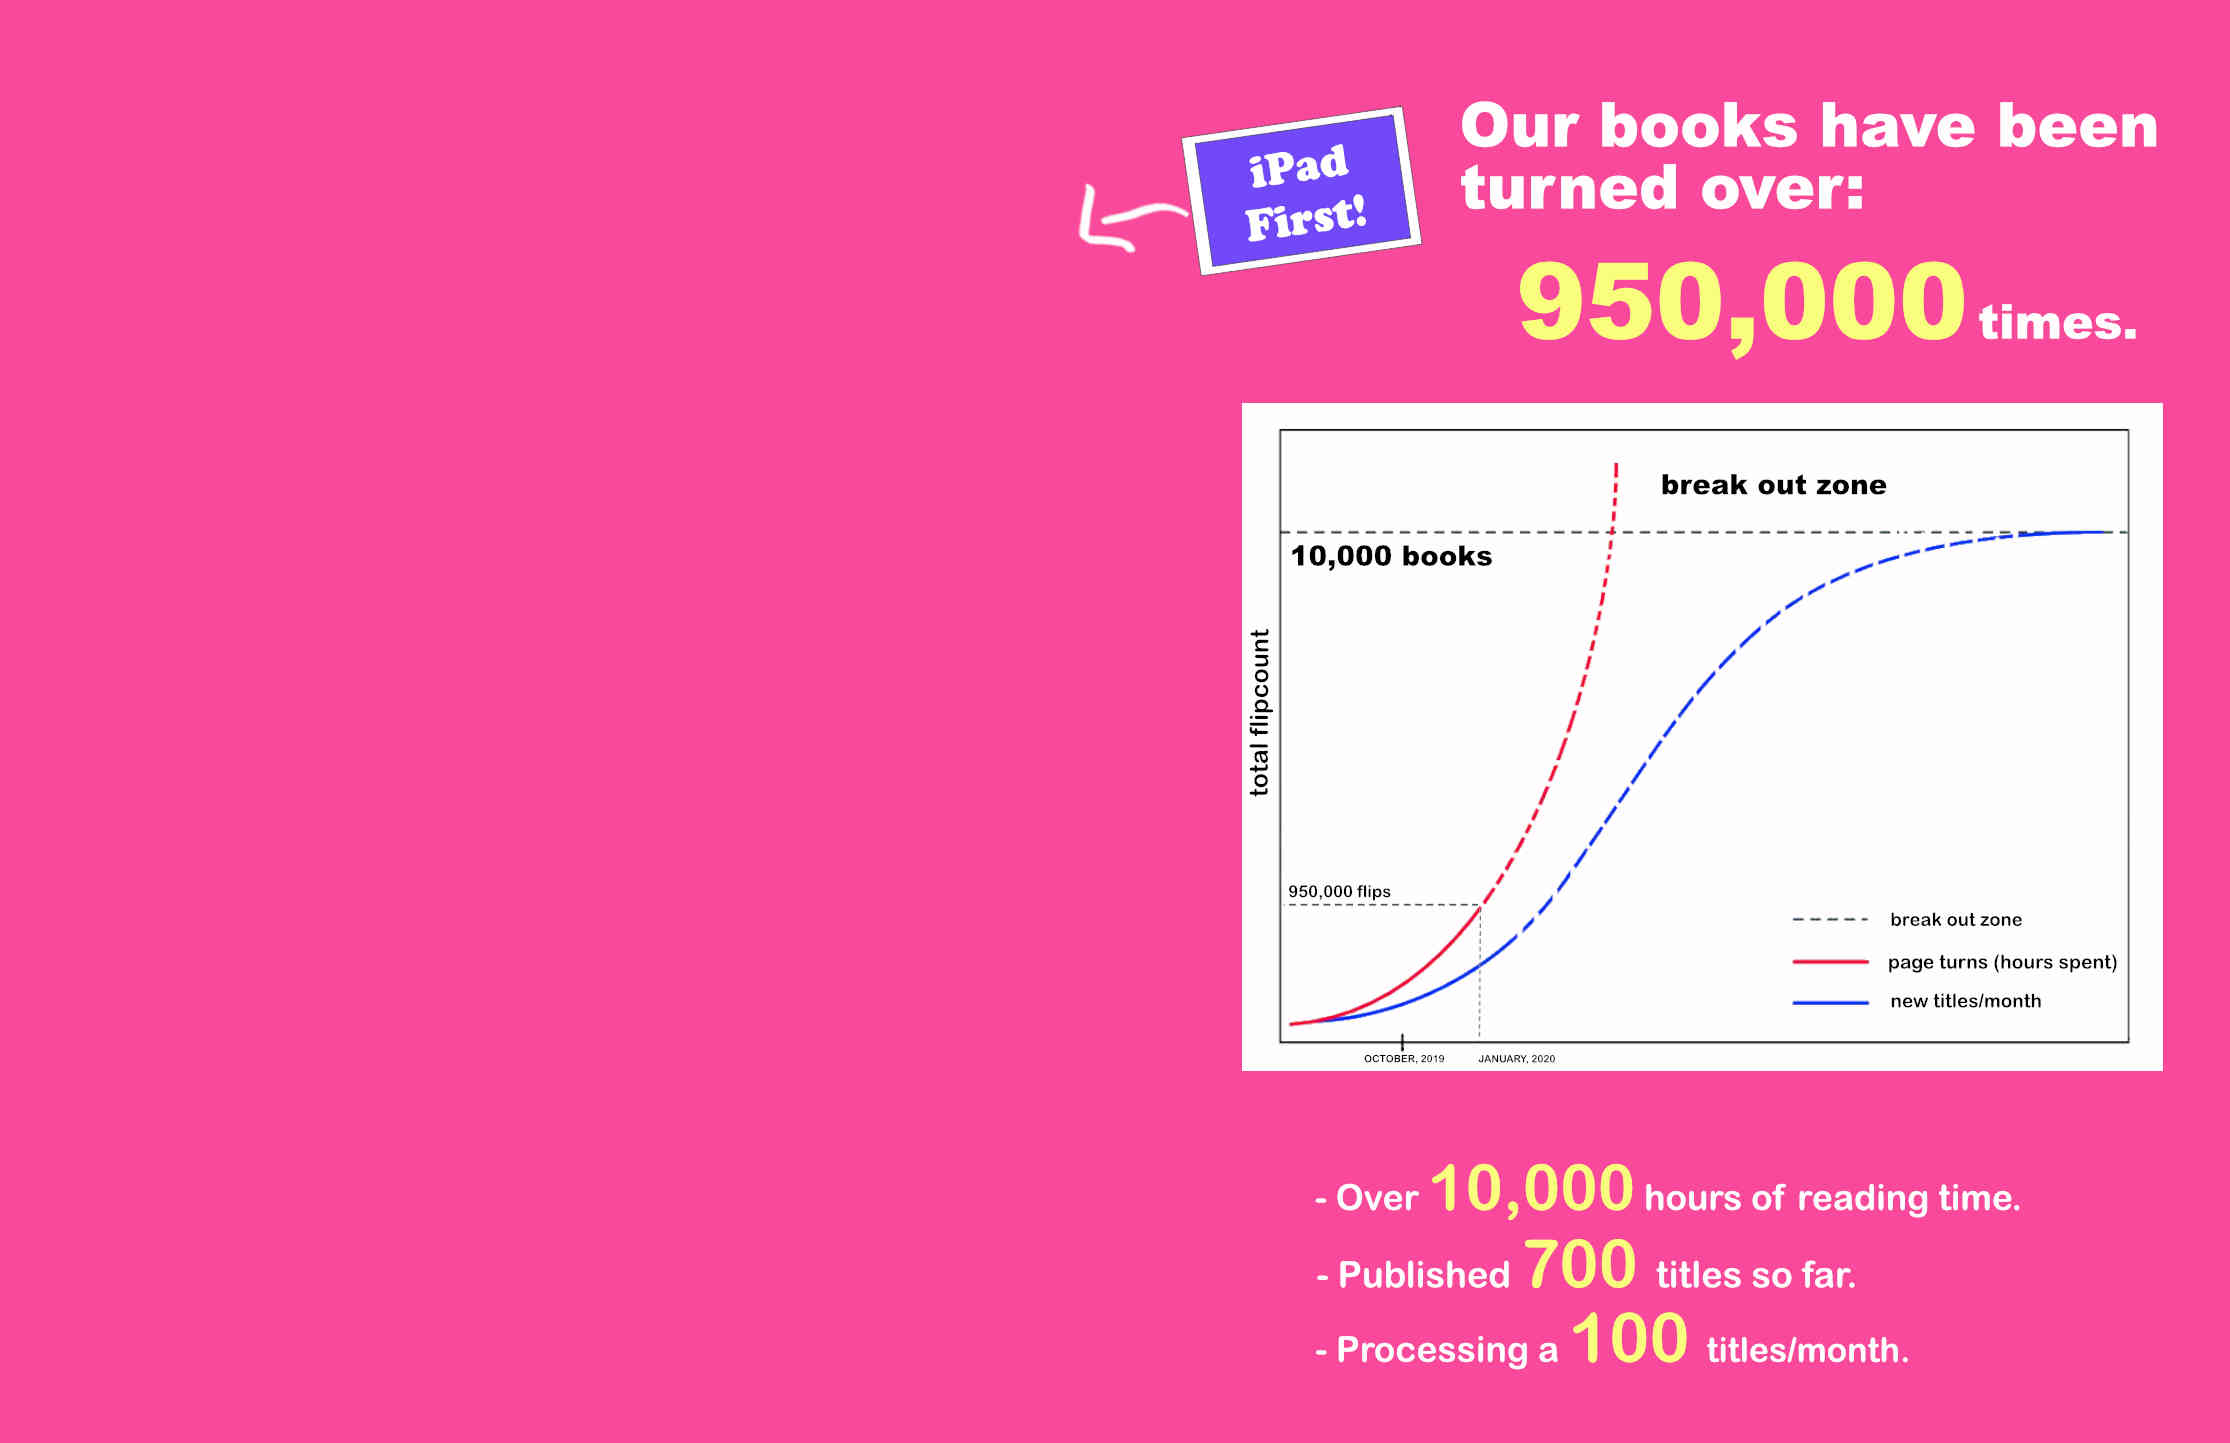 iPad
First!
Our books have been
turned over:
950,000 times.
break out zone
10,000 books
total flipcount
950,000 flips
break out zone
page turns (hours spent)
new titles/month
OCTOBER, 2019
JANUARY, 2020
- Over 10,000 hours of reading time.
- Published 700 titles so far.
- Processing a 100 titles/month.